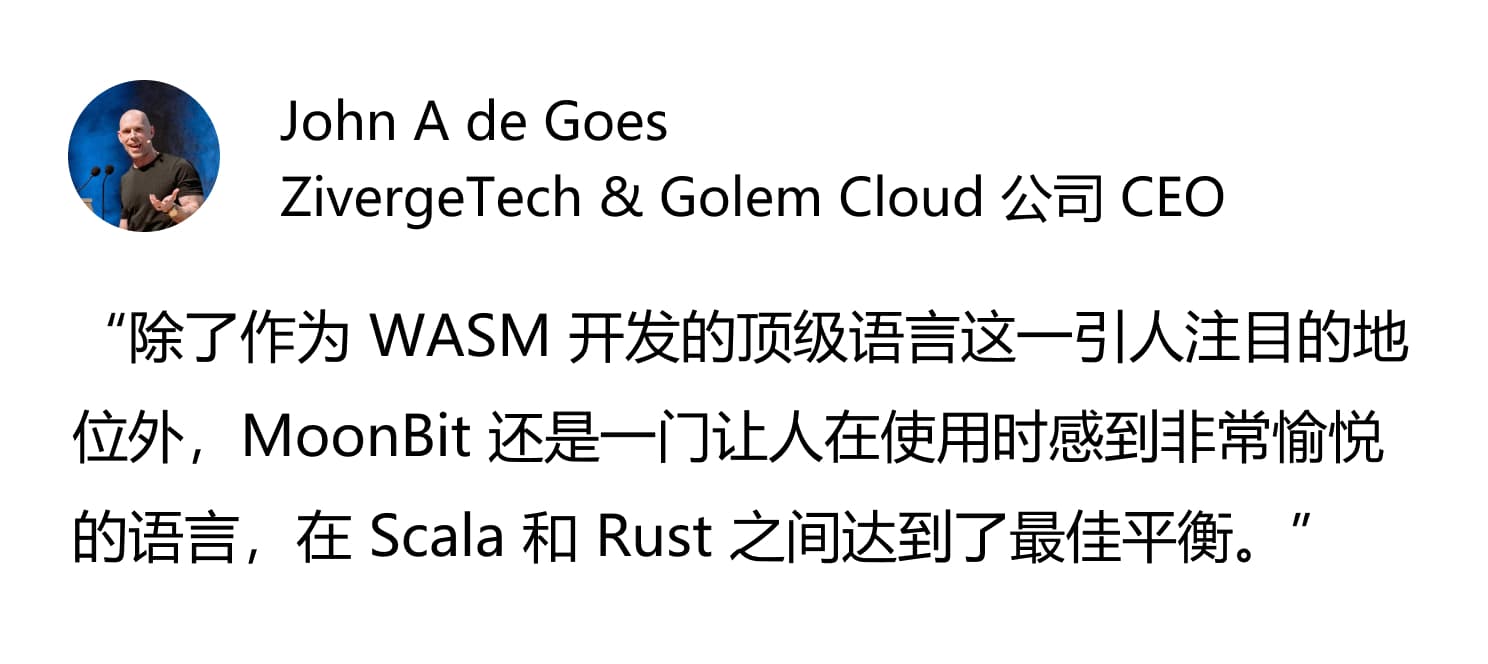 John A de Goes
ZivergeTech & Golem Cloud 公司 CEO
“除了作为 WASM 开发的顶级语言这一引人注目的地
位外，MoonBit 还是一门让人在使用时感到非常愉悦
的语言，在 Scala 和 Rust 之间达到了最佳平衡。”